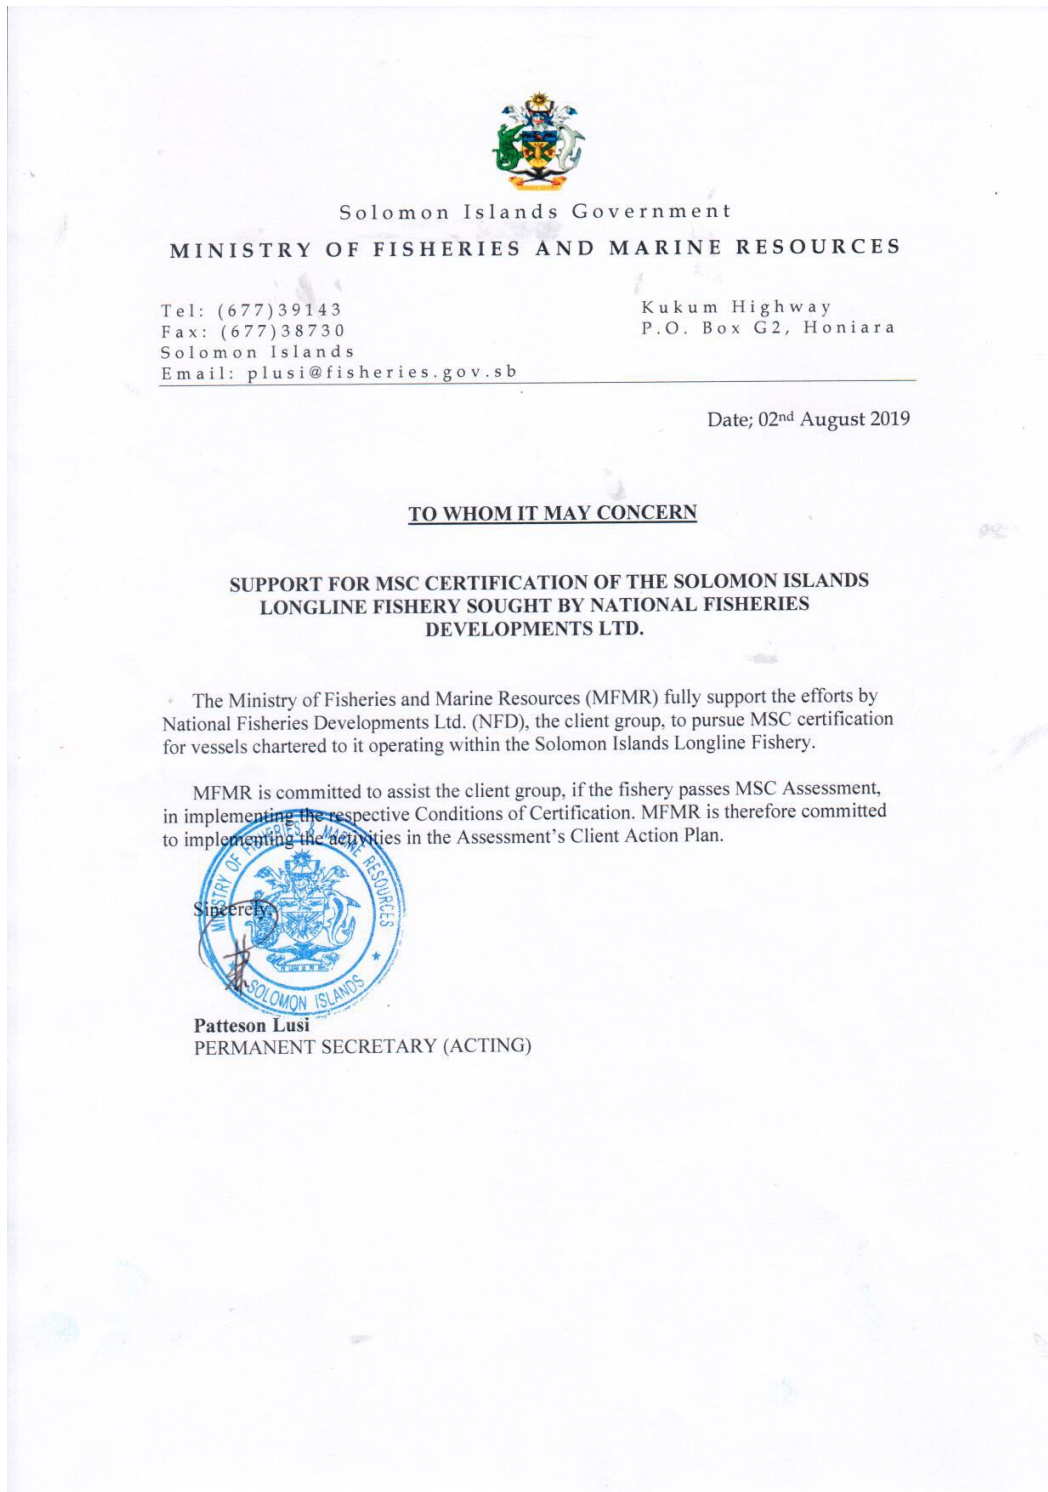 Solomon Islands Government
MINISTRY OF FISHERIES AND MARINE RESOURCES
Tel: (677)39143
Fax: (677)38730
Solomon Islands
Email: plusi@fisheries.gov.sb
Kukum Highway
P.O. Box G2, Honiara
Date; 02nd August 2019
TO WHOM IT MAY CONCERN
SUPPORT FOR MSC CERTIFICATION OF THE SOLOMON ISLANDS
LONGLINE FISHERY SOUGHT BY NATIONAL FISHERIES
DEVELOPMENTS LTD.
The Ministry of Fisheries and Marine Resources (MFMR) fully support the efforts by
National Fisheries Developments Ltd. (NFD), the client group, to pursue MSC certification
for vessels chartered to it operating within the Solomon Islands Longline Fishery.
MFMR is committed to assist the client group, if the fishery passes MSC Assessment,
in implementing the respective Conditions of Certification. MFMR is therefore committed
to implementing the activities in the Assessment's Client Action Plan.
MINISTRY OF FISHERIES & MARINE RESOURCES
SOLOMON ISLANDS
Sincerely,
Patteson Lusi
PERMANENT SECRETARY (ACTING)